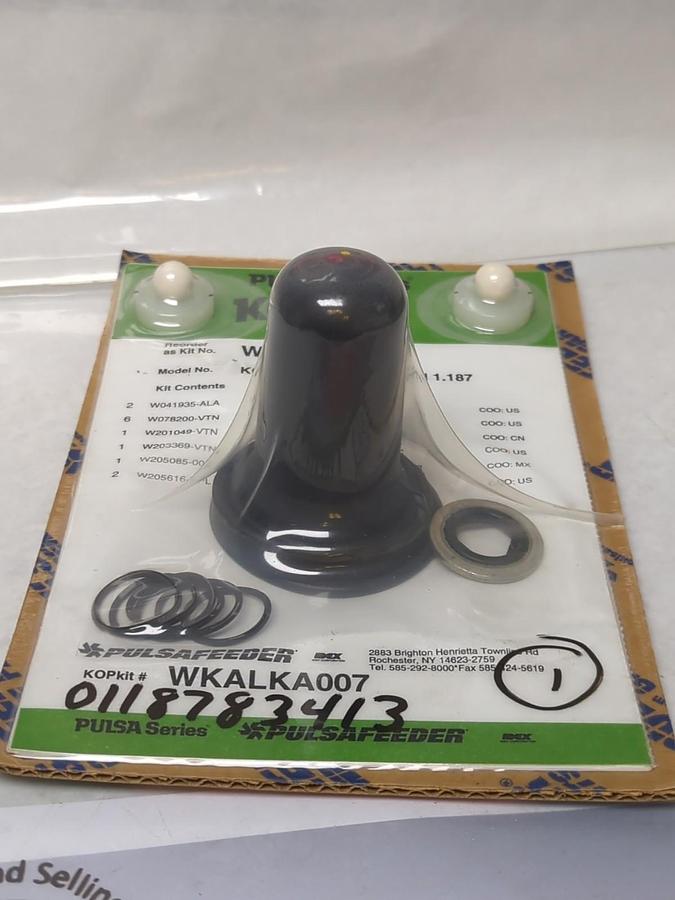 Reorder
as Kit No. W
Model No. 11.187
Kit Contents
2 W041935-ALA COO: US
6 W078200-VTN COO: US
1 W201049-VTN COO: CN
1 W203369-VTN COO: US
1 W205085-00 COO: MX
2 W205616- COO: US
PULSAFEEDER IDEX
2883 Brighton Henrietta Townline Rd
Rochester, NY 14623-2759
Tel. 585-292-8000*Fax 585-424-5619
KOPkit # WKALKA007
1
0118783413
PULSA Series PULSAFEEDER IDEX
nd Selling